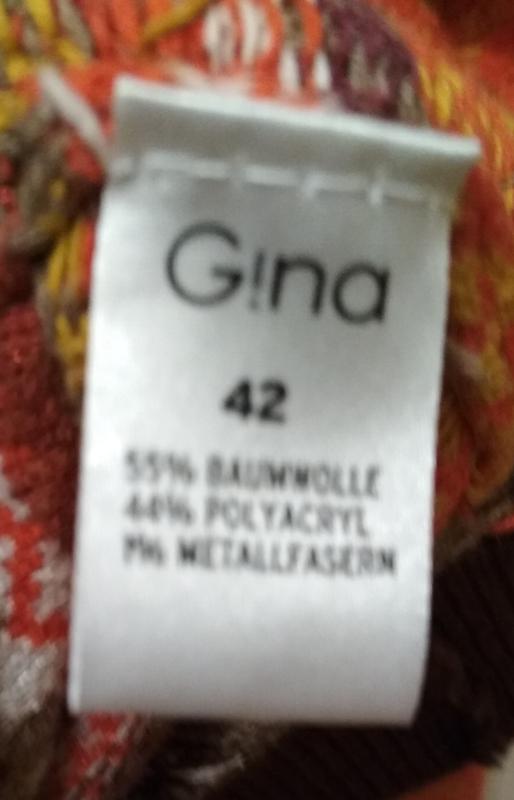 G!na
42
55% BAUMWOLLE
44% POLYACRYL
1% METALLFASERN